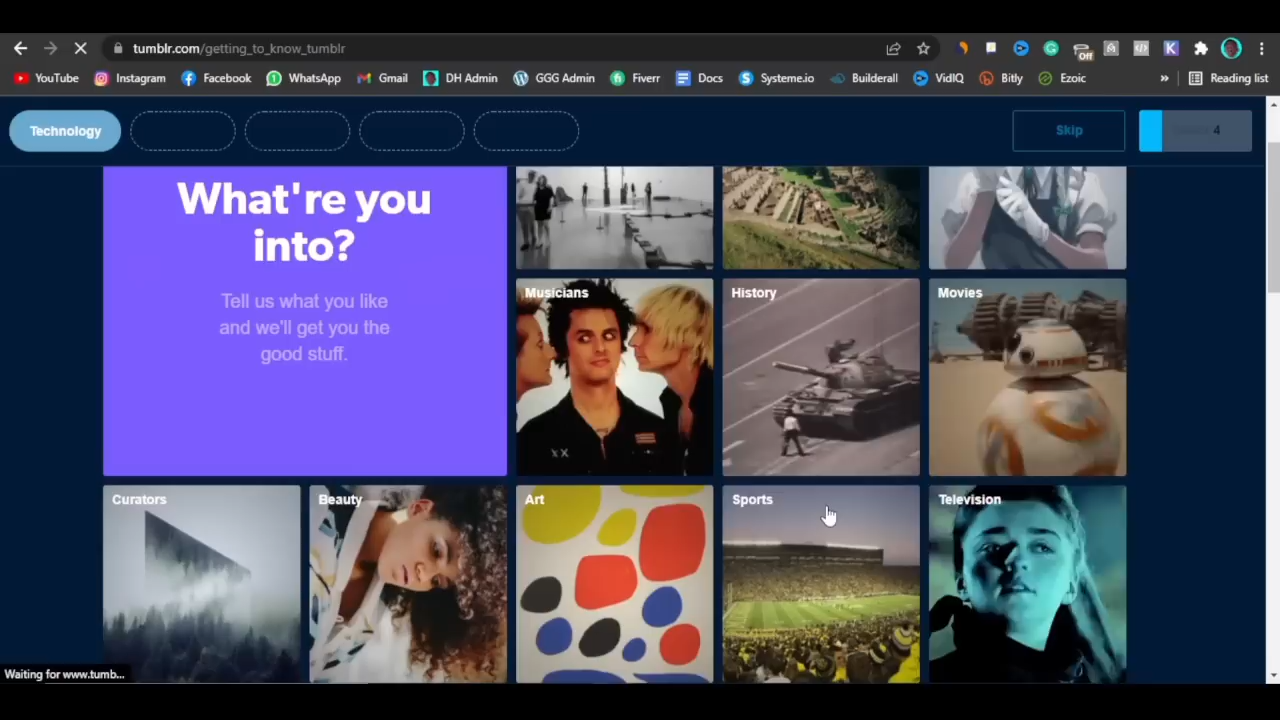 tumblr.com/getting_to_know_tumblr
Off
YouTube Instagram Facebook WhatsApp Gmail DH Admin GGG Admin Fiverr Docs Systeme.io Builderall VidIQ Bitly Ezoic » Reading list
Technology
Skip
4
What're you
into?
Tell us what you like
and we'll get you the
good stuff.
Musicians
History
Movies
Curators
Beauty
Art
Sports
Television
Waiting for www.tumb...